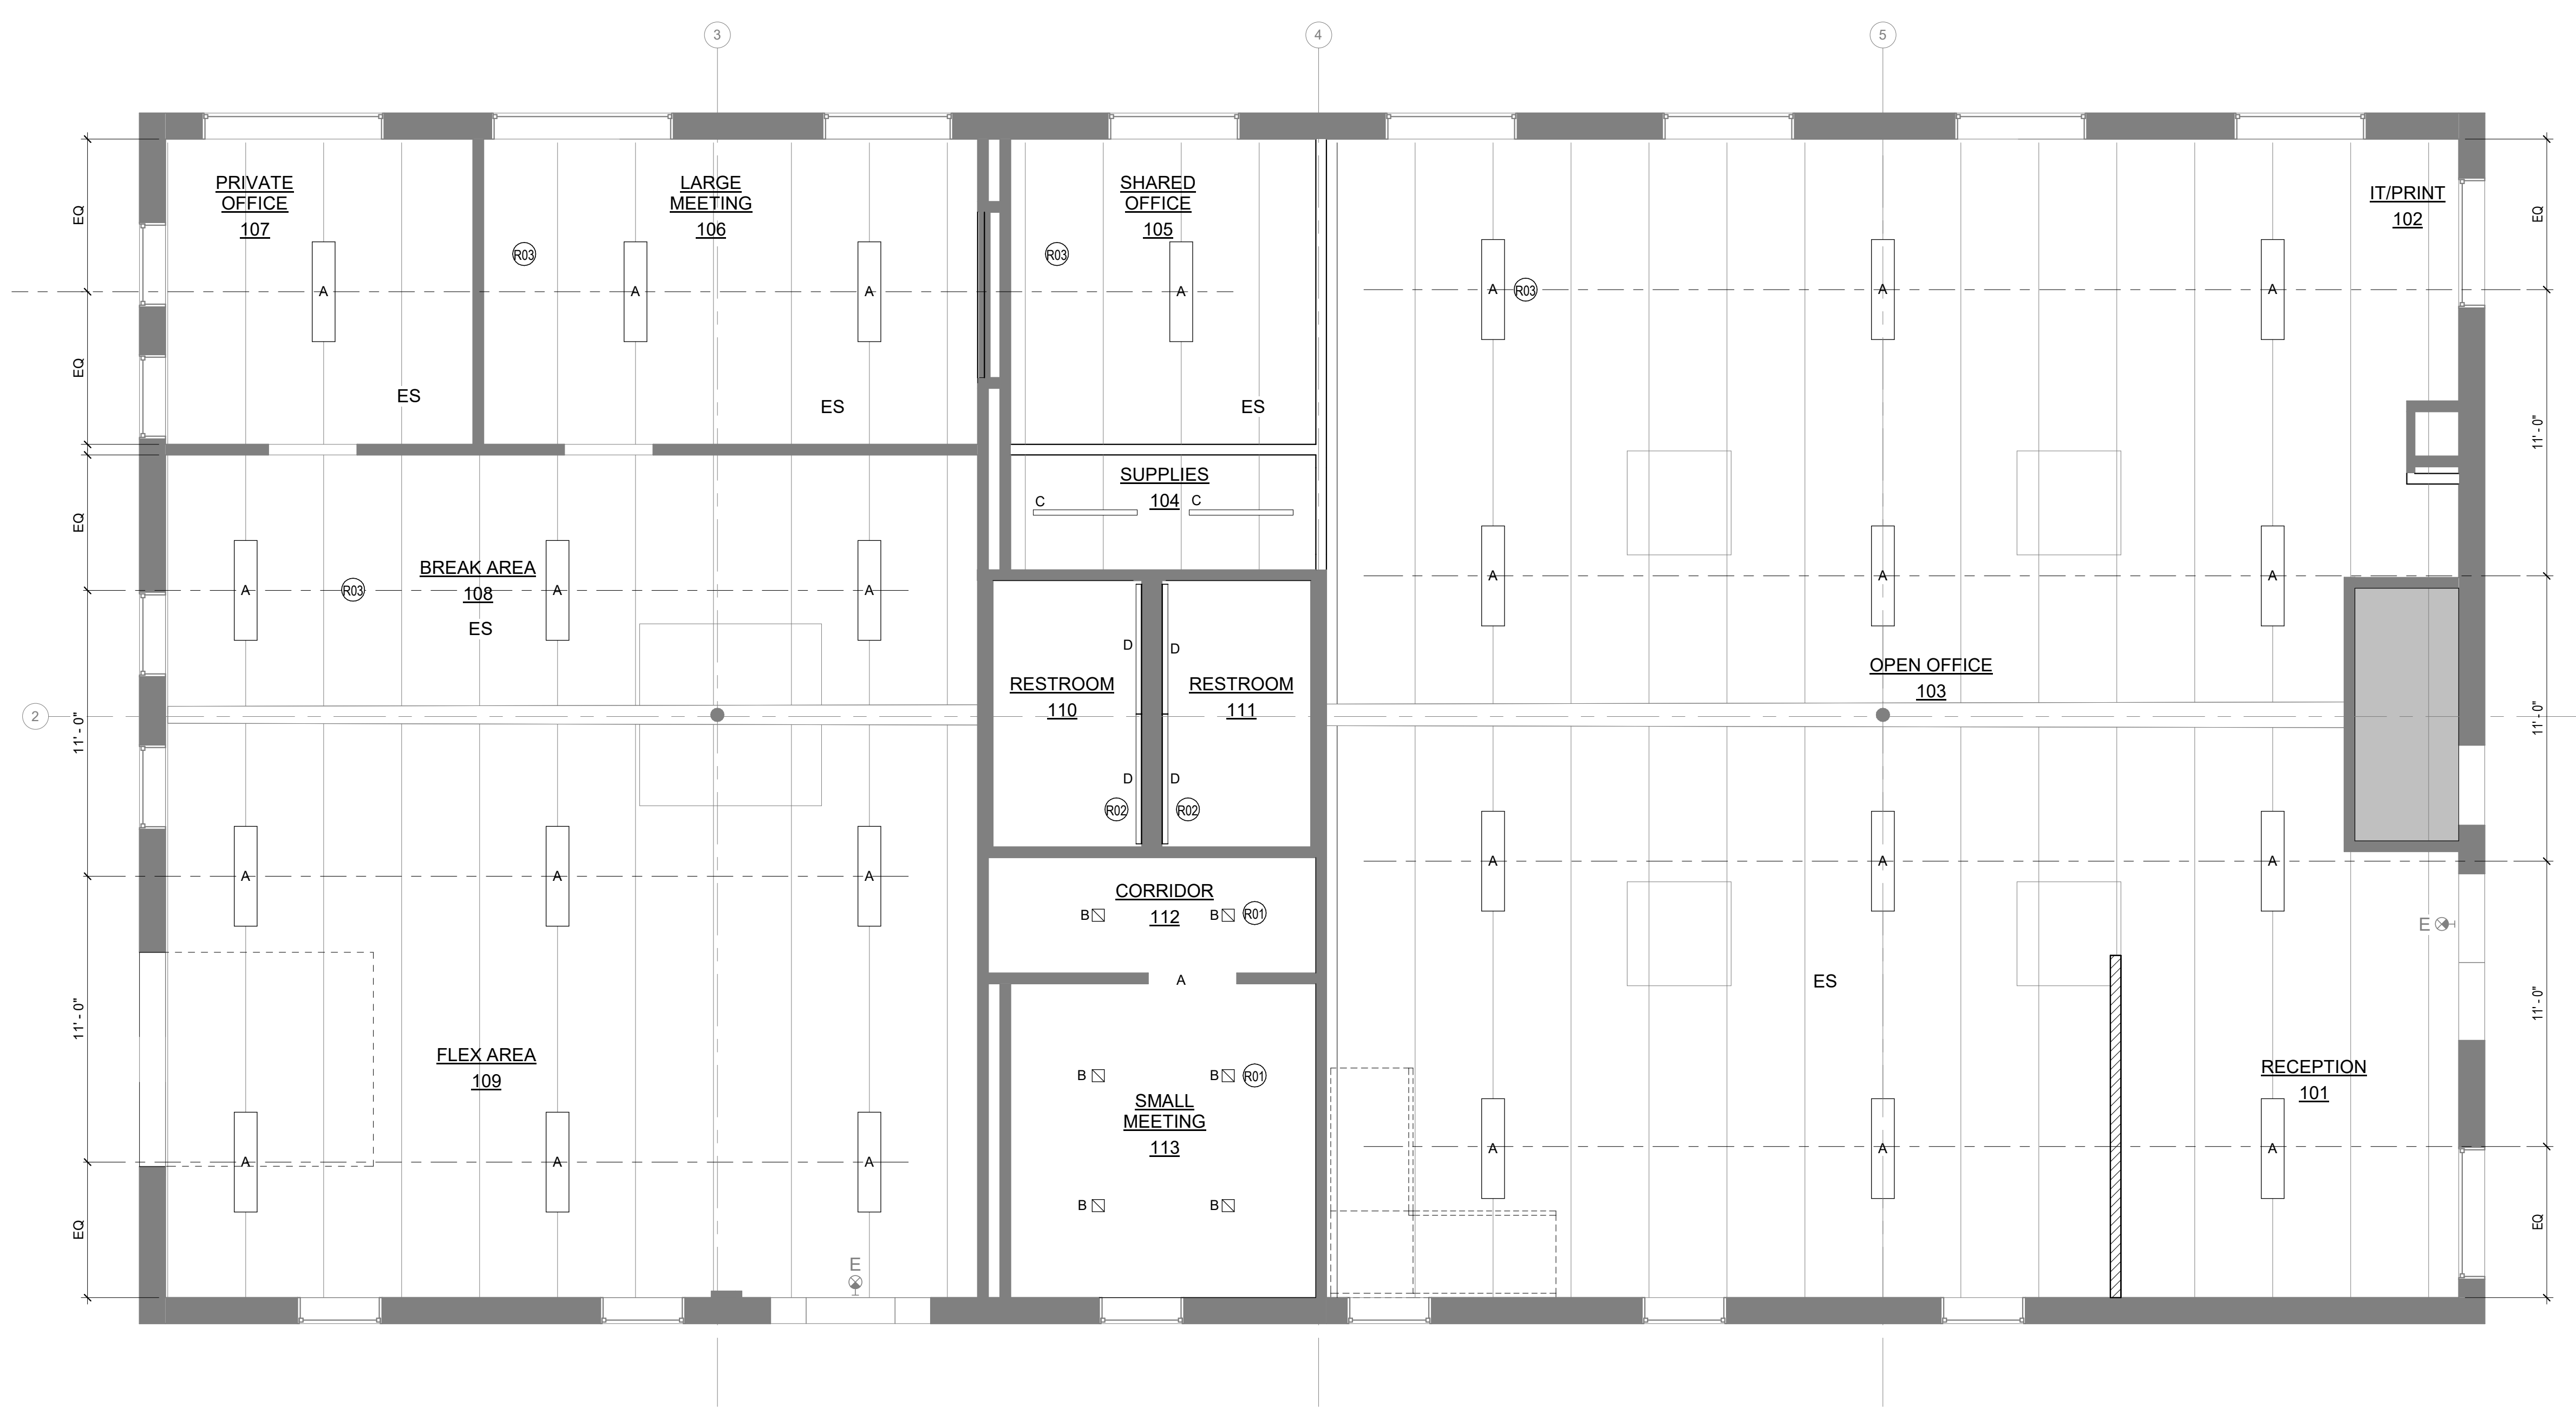 3
4
5
PRIVATE
OFFICE
107
LARGE
MEETING
106
SHARED
OFFICE
105
IT/PRINT
102
EQ
EQ
R03
R03
A
A
A
A
A
R03
A
A
EQ
ES
ES
ES
11' - 0"
SUPPLIES
104
C
C
EQ
BREAK AREA
108
ES
A
R03
A
A
A
A
A
D
D
RESTROOM
110
RESTROOM
111
OPEN OFFICE
103
2
11' - 0"
11' - 0"
D
D
R02
R02
A
A
A
A
A
A
CORRIDOR
112
B
B
R01
E
A
ES
11' - 0"
11' - 0"
FLEX AREA
109
B
B
R01
SMALL
MEETING
113
RECEPTION
101
A
A
A
A
A
A
B
B
EQ
EQ
E